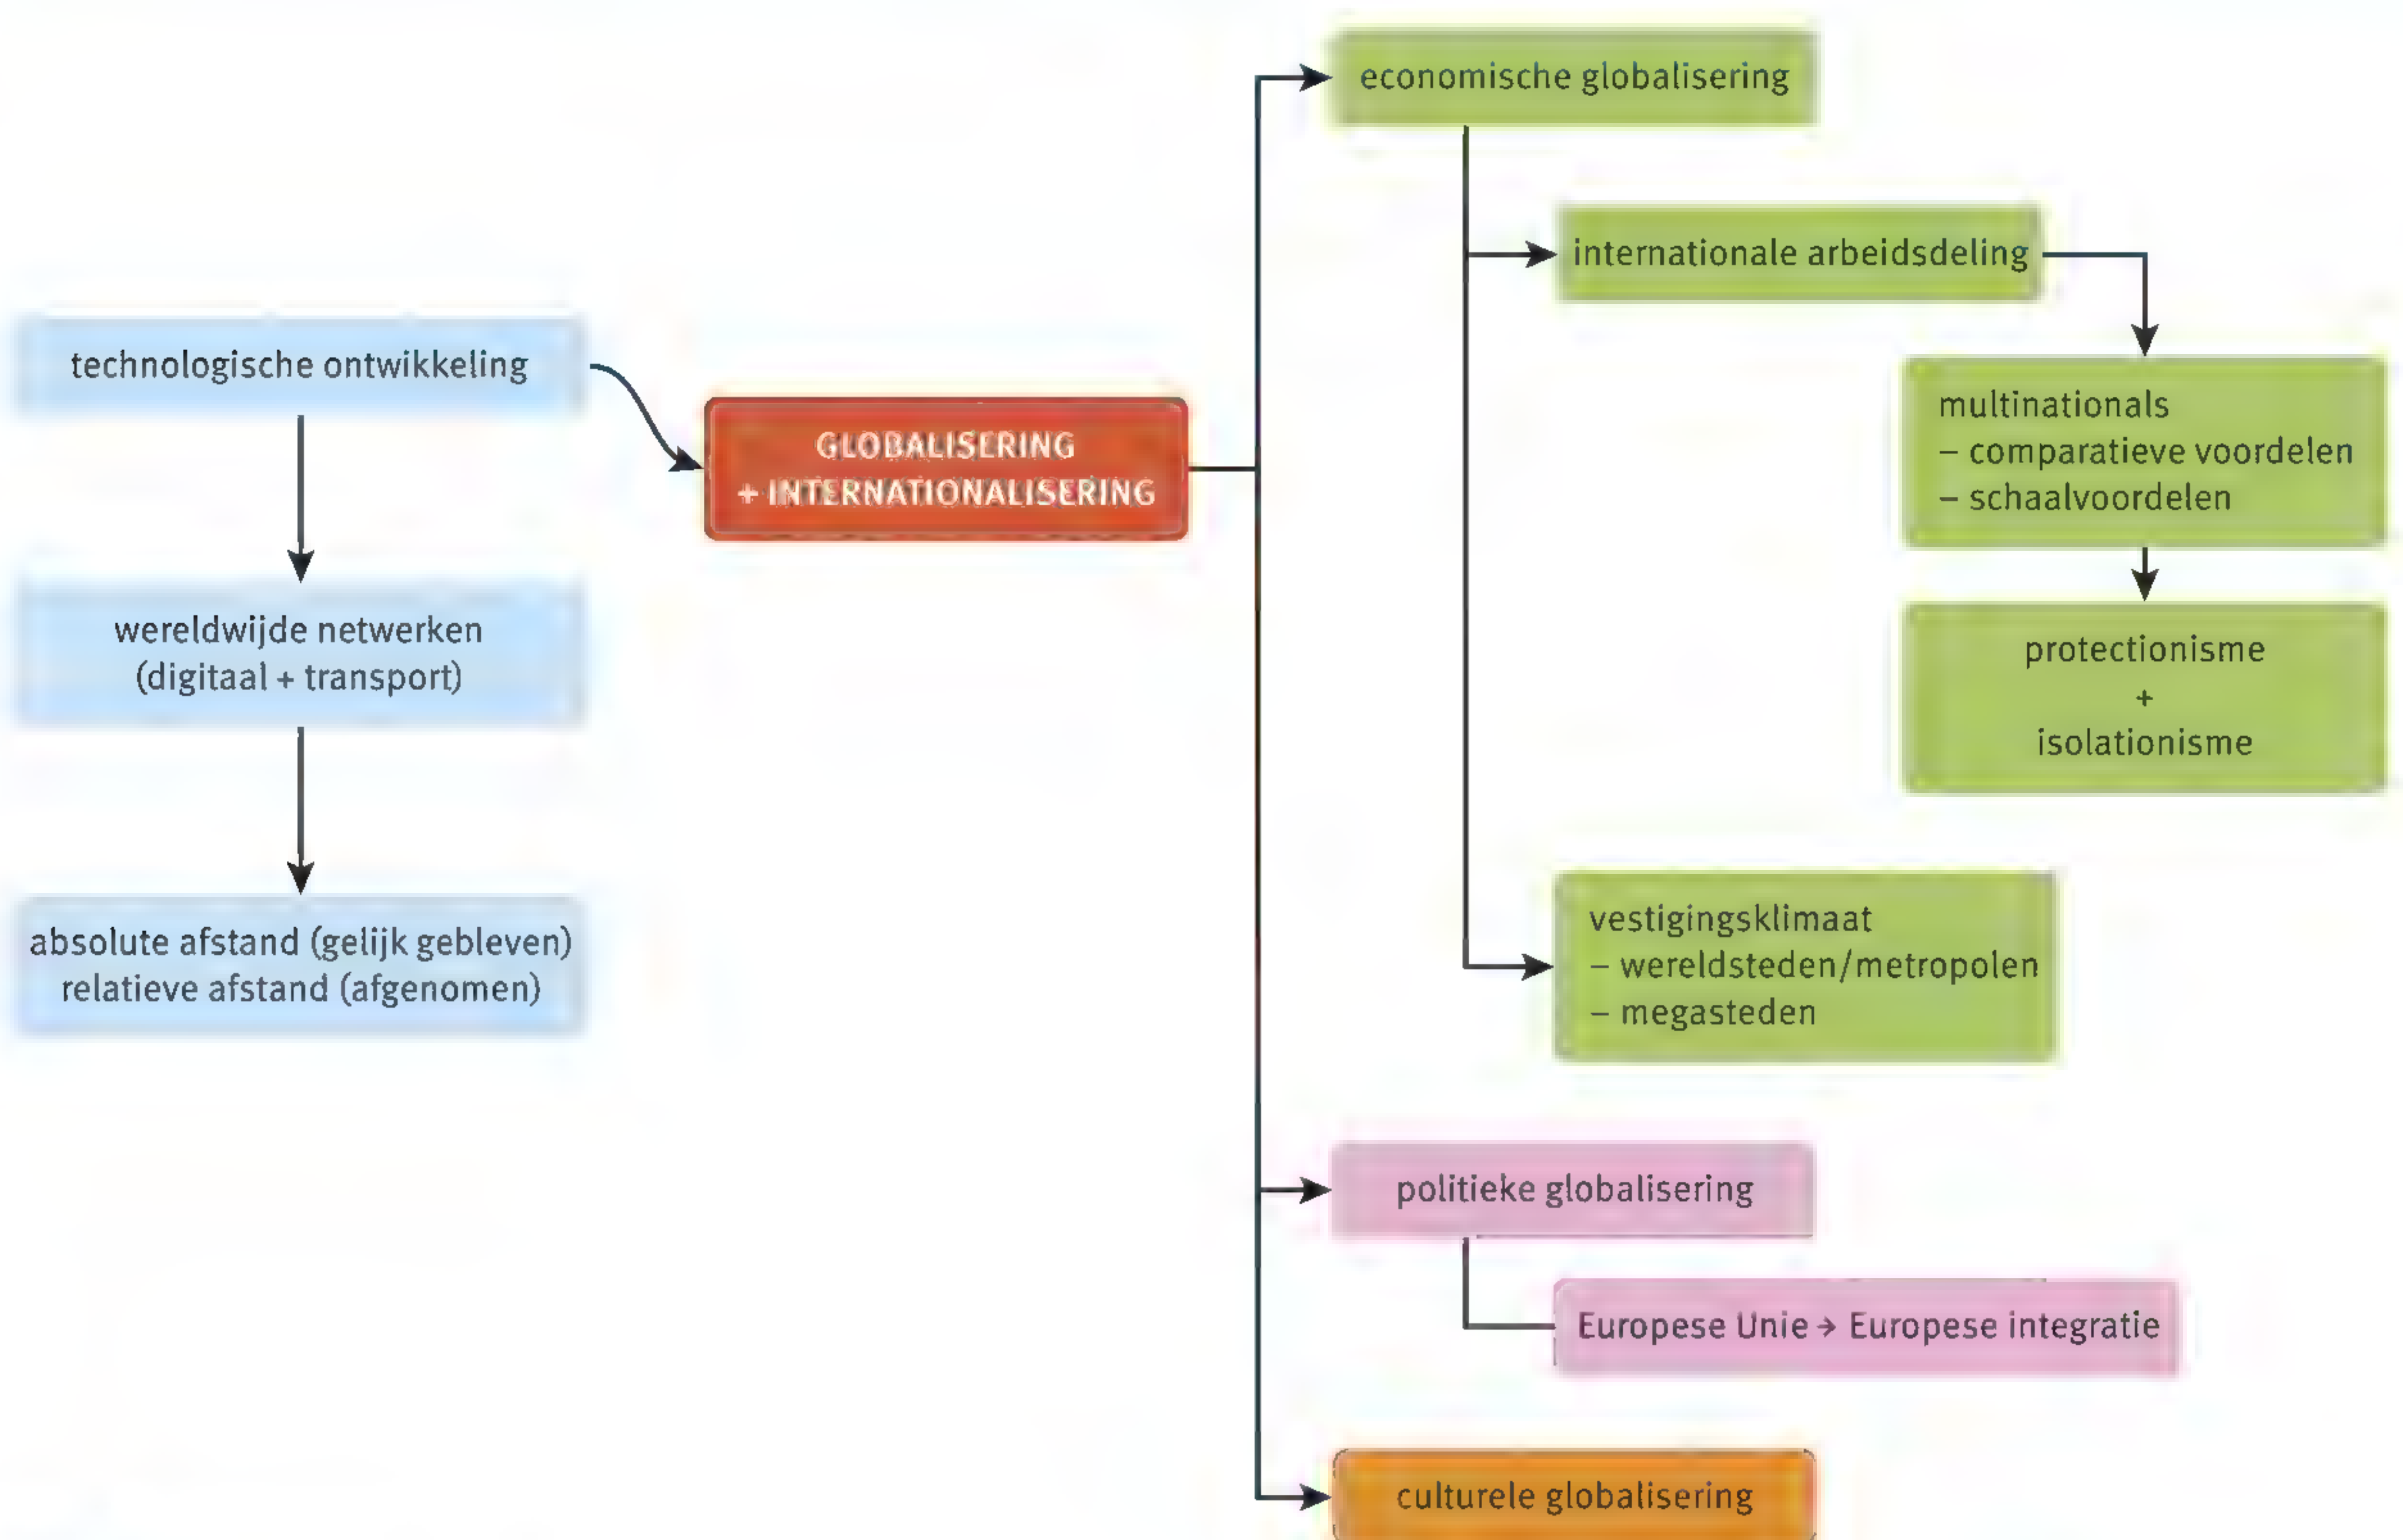 technologische ontwikkeling
wereldwijde netwerken
(digitaal + transport)
absolute afstand (gelijk gebleven)
relatieve afstand (afgenomen)
GLOBALISERING
+ INTERNATIONALISERING
economische globalisering
internationale arbeidsdeling
multinationals
– comparatieve voordelen
– schaalvoordelen
protectionisme
+
isolationisme
vestigingsklimaat
– wereldsteden/metropolen
– megasteden
politieke globalisering
Europese Unie → Europese integratie
culturele globalisering